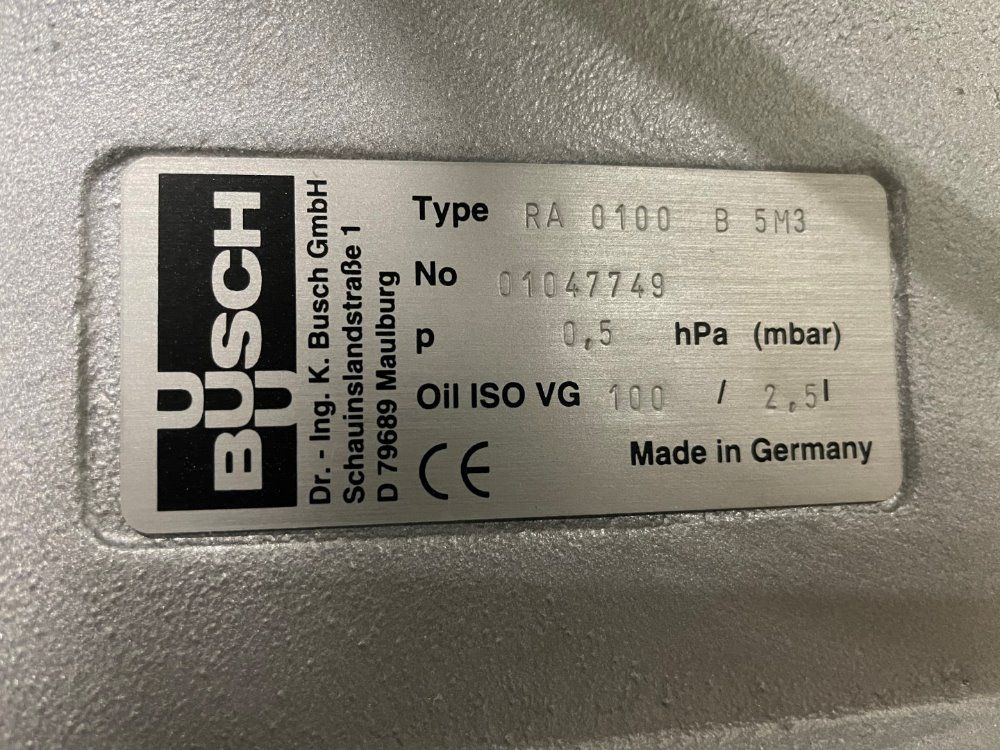 BUSCH
Dr. - Ing. K. Busch GmbH
Schauinslandstraße 1
D 79689 Maulburg
Type RA 0100 B 5M3
No 01047749
p 0,5 hPa (mbar)
Oil ISO VG 100 / 2,5l
CE
Made in Germany